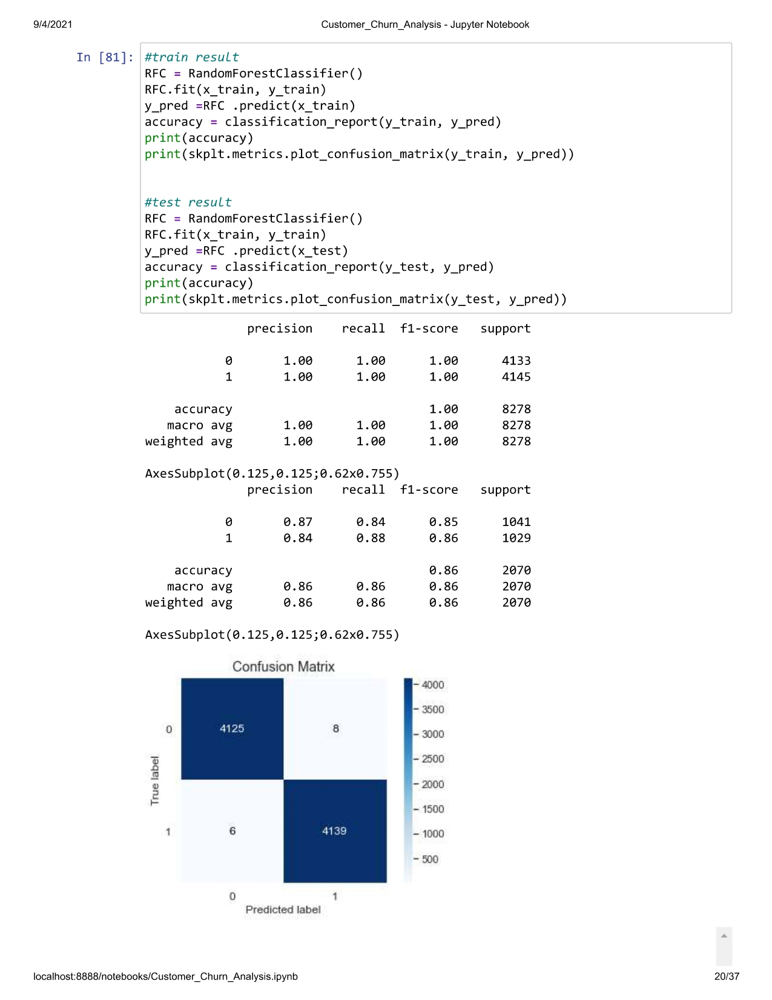 9/4/2021 Customer_Churn_Analysis - Jupyter Notebook
In [81]: #train result
RFC = RandomForestClassifier()
RFC.fit(x_train, y_train)
y_pred =RFC .predict(x_train)
accuracy = classification_report(y_train, y_pred)
print(accuracy)
print(skplt.metrics.plot_confusion_matrix(y_train, y_pred))
#test result
RFC = RandomForestClassifier()
RFC.fit(x_train, y_train)
y_pred =RFC .predict(x_test)
accuracy = classification_report(y_test, y_pred)
print(accuracy)
print(skplt.metrics.plot_confusion_matrix(y_test, y_pred))
precision recall f1-score support
0 1.00 1.00 1.00 4133
1 1.00 1.00 1.00 4145
accuracy 1.00 8278
macro avg 1.00 1.00 1.00 8278
weighted avg 1.00 1.00 1.00 8278
AxesSubplot(0.125,0.125;0.62x0.755)
precision recall f1-score support
0 0.87 0.84 0.85 1041
1 0.84 0.88 0.86 1029
accuracy 0.86 2070
macro avg 0.86 0.86 0.86 2070
weighted avg 0.86 0.86 0.86 2070
AxesSubplot(0.125,0.125;0.62x0.755)
Confusion Matrix
4000
3500
3000
2500
2000
1500
1000
500
0 4125 8
True label
1 6 4139
0 1
Predicted label
localhost:8888/notebooks/Customer_Churn_Analysis.ipynb 20/37